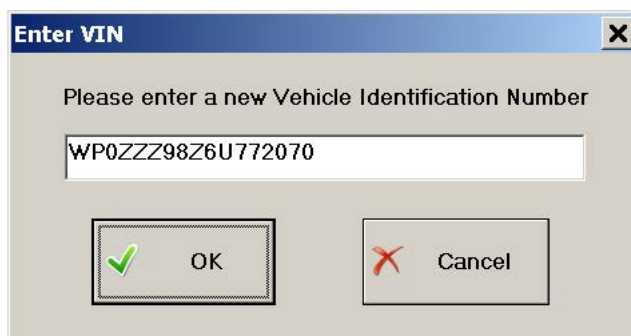 Enter VIN
Please enter a new Vehicle Identification Number
WP0ZZZ98Z6U772070
OK
Cancel